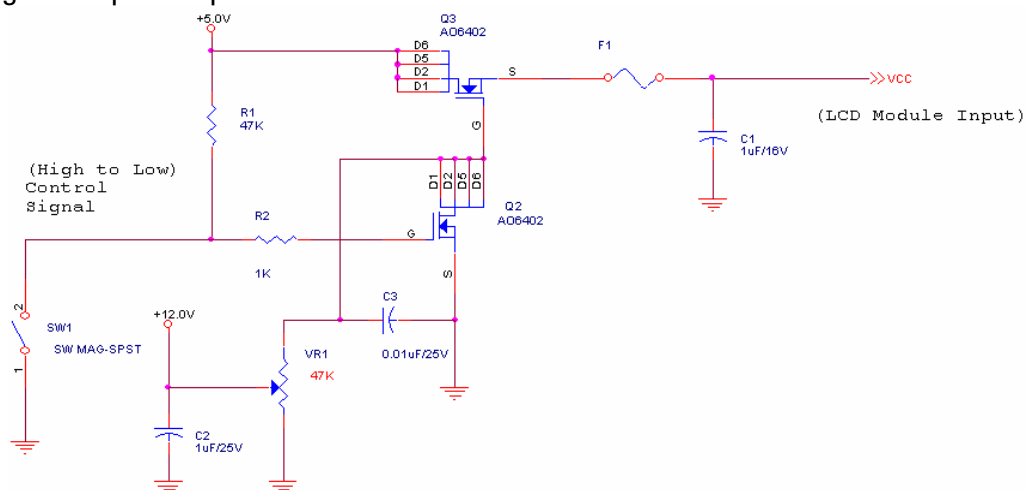 +5.0V
Q3
AO6402
D6
D5
D2
D1
S
G
F1
VCC
(LCD Module Input)
C1
1uF/16V
R1
47K
(High to Low)
Control
Signal
R2
1K
G
D1
D2
D5
D6
Q2
AO6402
S
C3
0.01uF/25V
2
SW1
SW MAG-SPST
1
+12.0V
VR1
47K
C2
1uF/25V